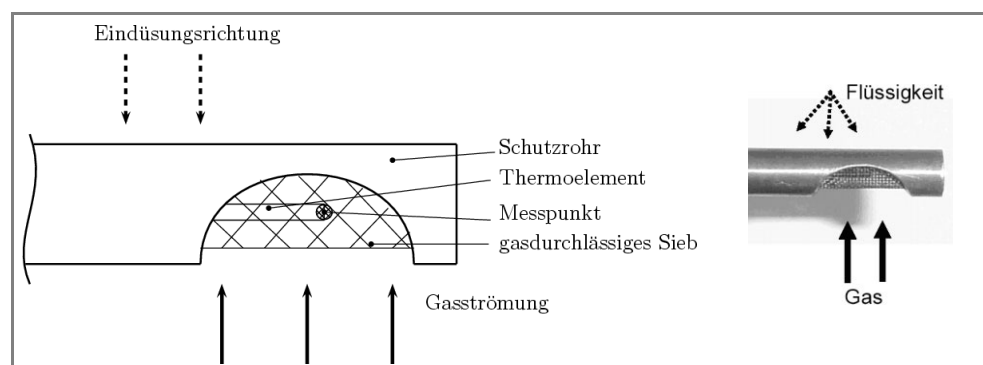 Eindüsungsrichtung
Schutzrohr
Thermoelement
Messpunkt
gasdurchlässiges Sieb
Gasströmung
Flüssigkeit
Gas